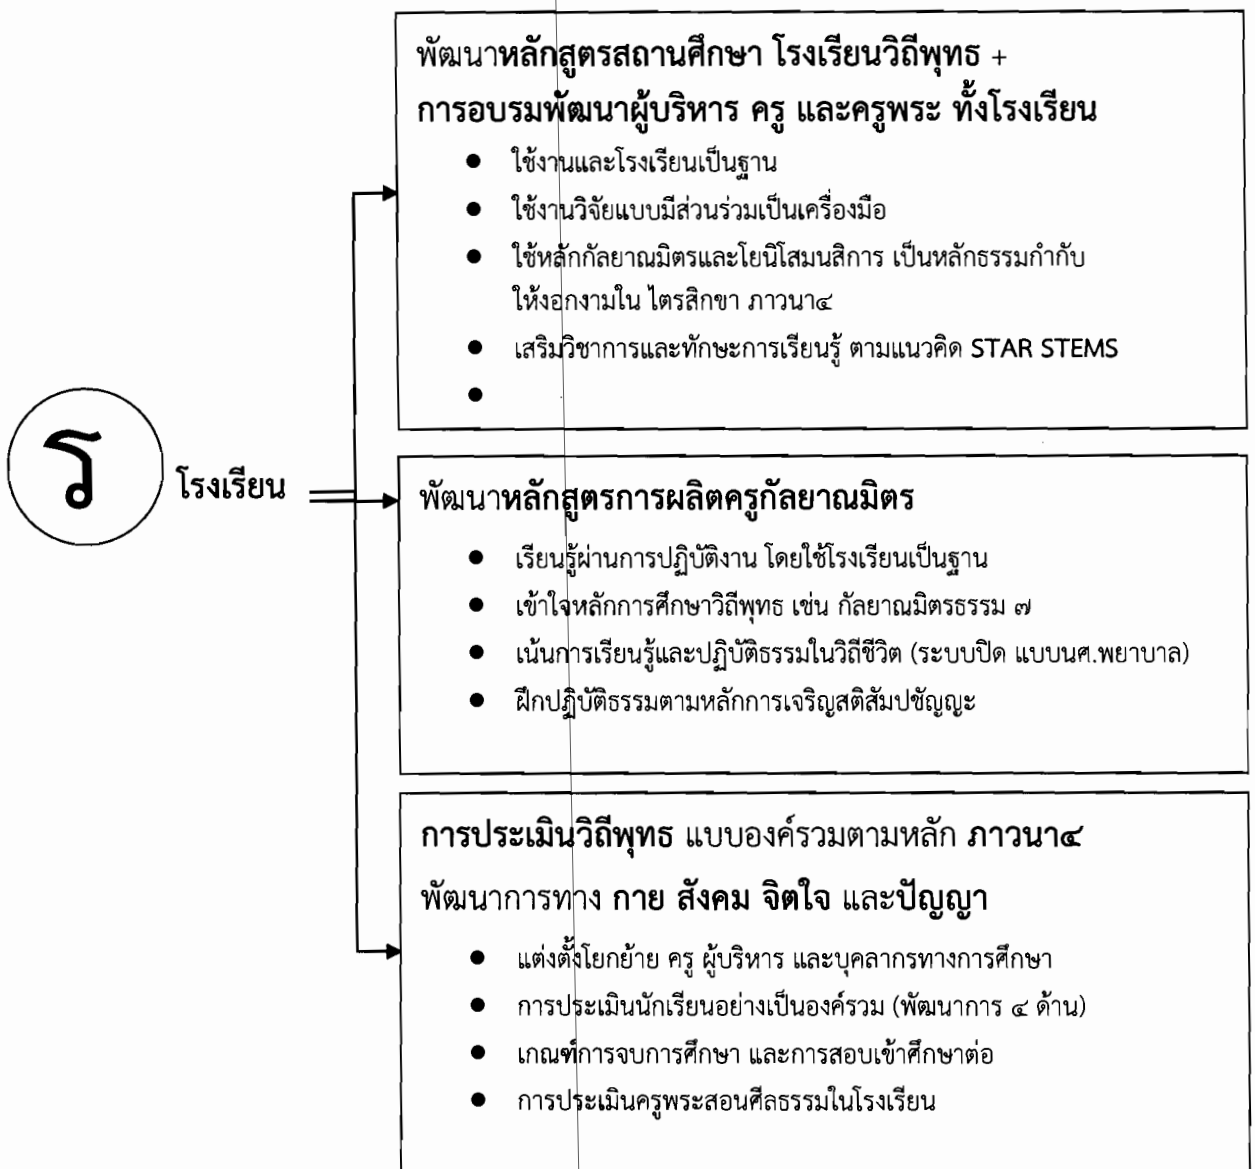 พัฒนาหลักสูตรสถานศึกษา โรงเรียนวิถีพุทธ +
การอบรมพัฒนาผู้บริหาร ครู และครูพระ ทั้งโรงเรียน
● ใช้งานและโรงเรียนเป็นฐาน
● ใช้งานวิจัยแบบมีส่วนร่วมเป็นเครื่องมือ
● ใช้หลักกัลยาณมิตรและโยนิโสมนสิการ เป็นหลักธรรมกำกับ
ให้งอกงามใน ไตรสิกขา ภาวนา๔
● เสริมวิชาการและทักษะการเรียนรู้ ตามแนวคิด STAR STEMS
●
ร
โรงเรียน
พัฒนาหลักสูตรการผลิตครูกัลยาณมิตร
● เรียนรู้ผ่านการปฏิบัติงาน โดยใช้โรงเรียนเป็นฐาน
● เข้าใจหลักการศึกษาวิถีพุทธ เช่น กัลยาณมิตรธรรม ๗
● เน้นการเรียนรู้และปฏิบัติธรรมในวิถีชีวิต (ระบบปิด แบบนศ.พยาบาล)
● ฝึกปฏิบัติธรรมตามหลักการเจริญสติสัมปชัญญะ
การประเมินวิถีพุทธ แบบองค์รวมตามหลัก ภาวนา๔
พัฒนาการทาง กาย สังคม จิตใจ และปัญญา
● แต่งตั้งโยกย้าย ครู ผู้บริหาร และบุคลากรทางการศึกษา
● การประเมินนักเรียนอย่างเป็นองค์รวม (พัฒนาการ ๔ ด้าน)
● เกณฑ์การจบการศึกษา และการสอบเข้าศึกษาต่อ
● การประเมินครูพระสอนศีลธรรมในโรงเรียน